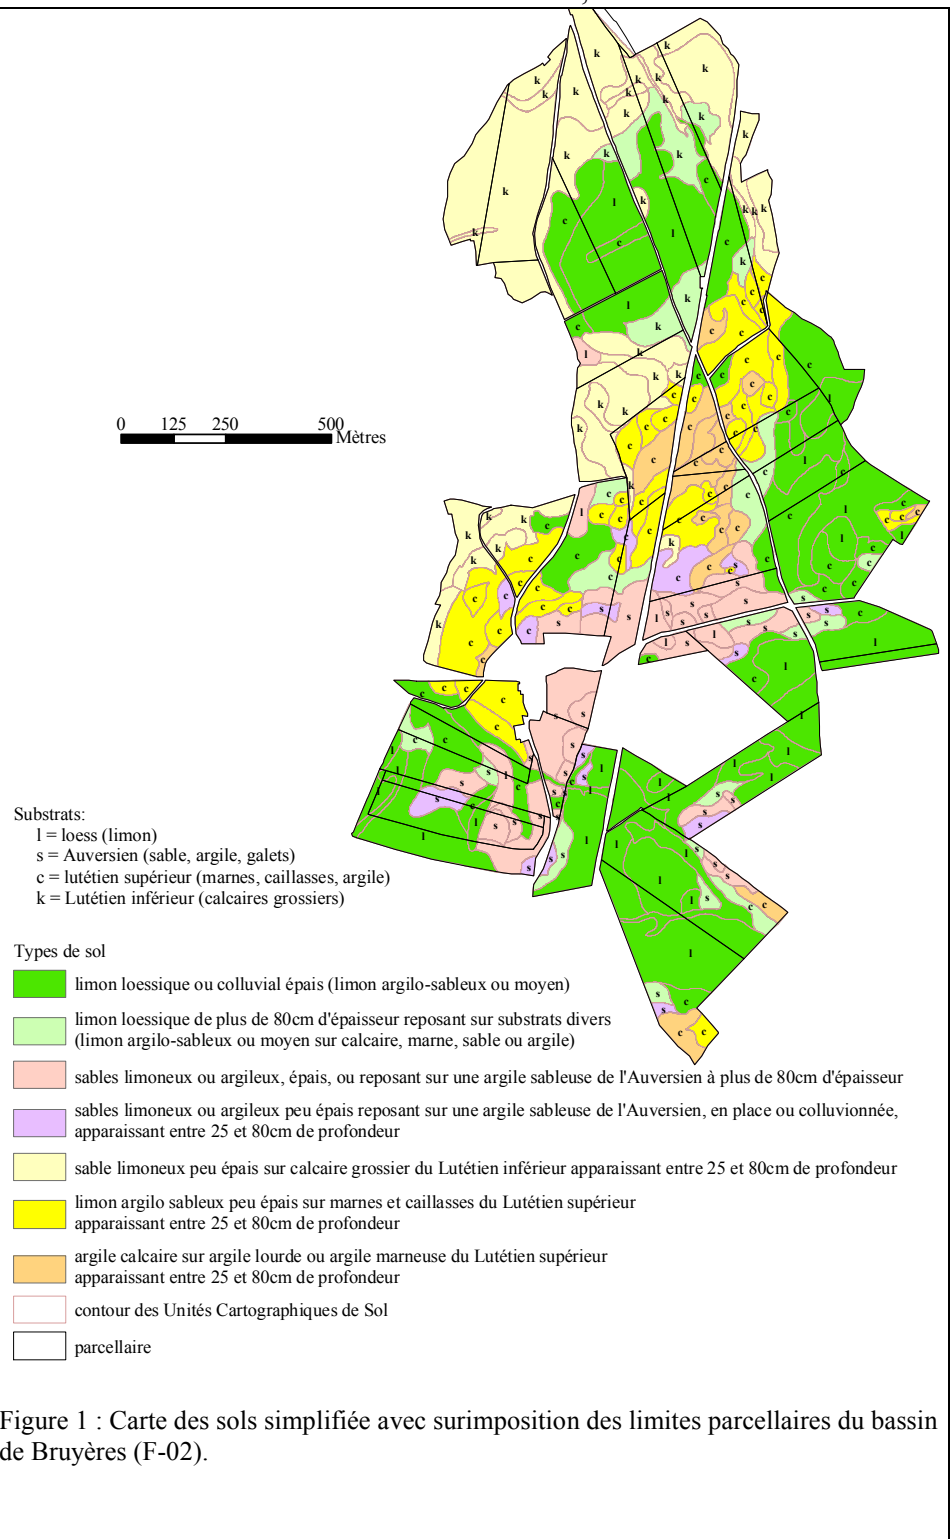 0 125 250 500
Mètres
Substrats:
l = loess (limon)
s = Auversien (sable, argile, galets)
c = lutétien supérieur (marnes, caillasses, argile)
k = Lutétien inférieur (calcaires grossiers)
Types de sol
limon loessique ou colluvial épais (limon argilo-sableux ou moyen)
limon loessique de plus de 80cm d'épaisseur reposant sur substrats divers
(limon argilo-sableux ou moyen sur calcaire, marne, sable ou argile)
sables limoneux ou argileux, épais, ou reposant sur une argile sableuse de l'Auversien à plus de 80cm d'épaisseur
sables limoneux ou argileux peu épais reposant sur une argile sableuse de l'Auversien, en place ou colluvionnée,
apparaissant entre 25 et 80cm de profondeur
sable limoneux peu épais sur calcaire grossier du Lutétien inférieur apparaissant entre 25 et 80cm de profondeur
limon argilo sableux peu épais sur marnes et caillasses du Lutétien supérieur
apparaissant entre 25 et 80cm de profondeur
argile calcaire sur argile lourde ou argile marneuse du Lutétien supérieur
apparaissant entre 25 et 80cm de profondeur
contour des Unités Cartographiques de Sol
parcellaire
Figure 1 : Carte des sols simplifiée avec surimposition des limites parcellaires du bassin
de Bruyères (F-02).